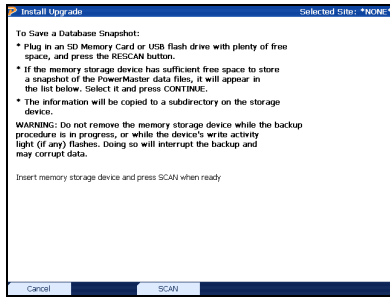 Install Upgrade Selected Site: *NONE*
To Save a Database Snapshot:
* Plug in an SD Memory Card or USB flash drive with plenty of free
space, and press the RESCAN button.
* If the memory storage device has sufficient free space to store
a snapshot of the PowerMaster data files, it will appear in
the list below. Select it and press CONTINUE.
* The information will be copied to a subdirectory on the storage
device.
WARNING: Do not remove the memory storage device while the backup
procedure is in progress, or while the device's write activity
light (if any) flashes. Doing so will interrupt the backup and
may corrupt data.
Insert memory storage device and press SCAN when ready
Cancel SCAN